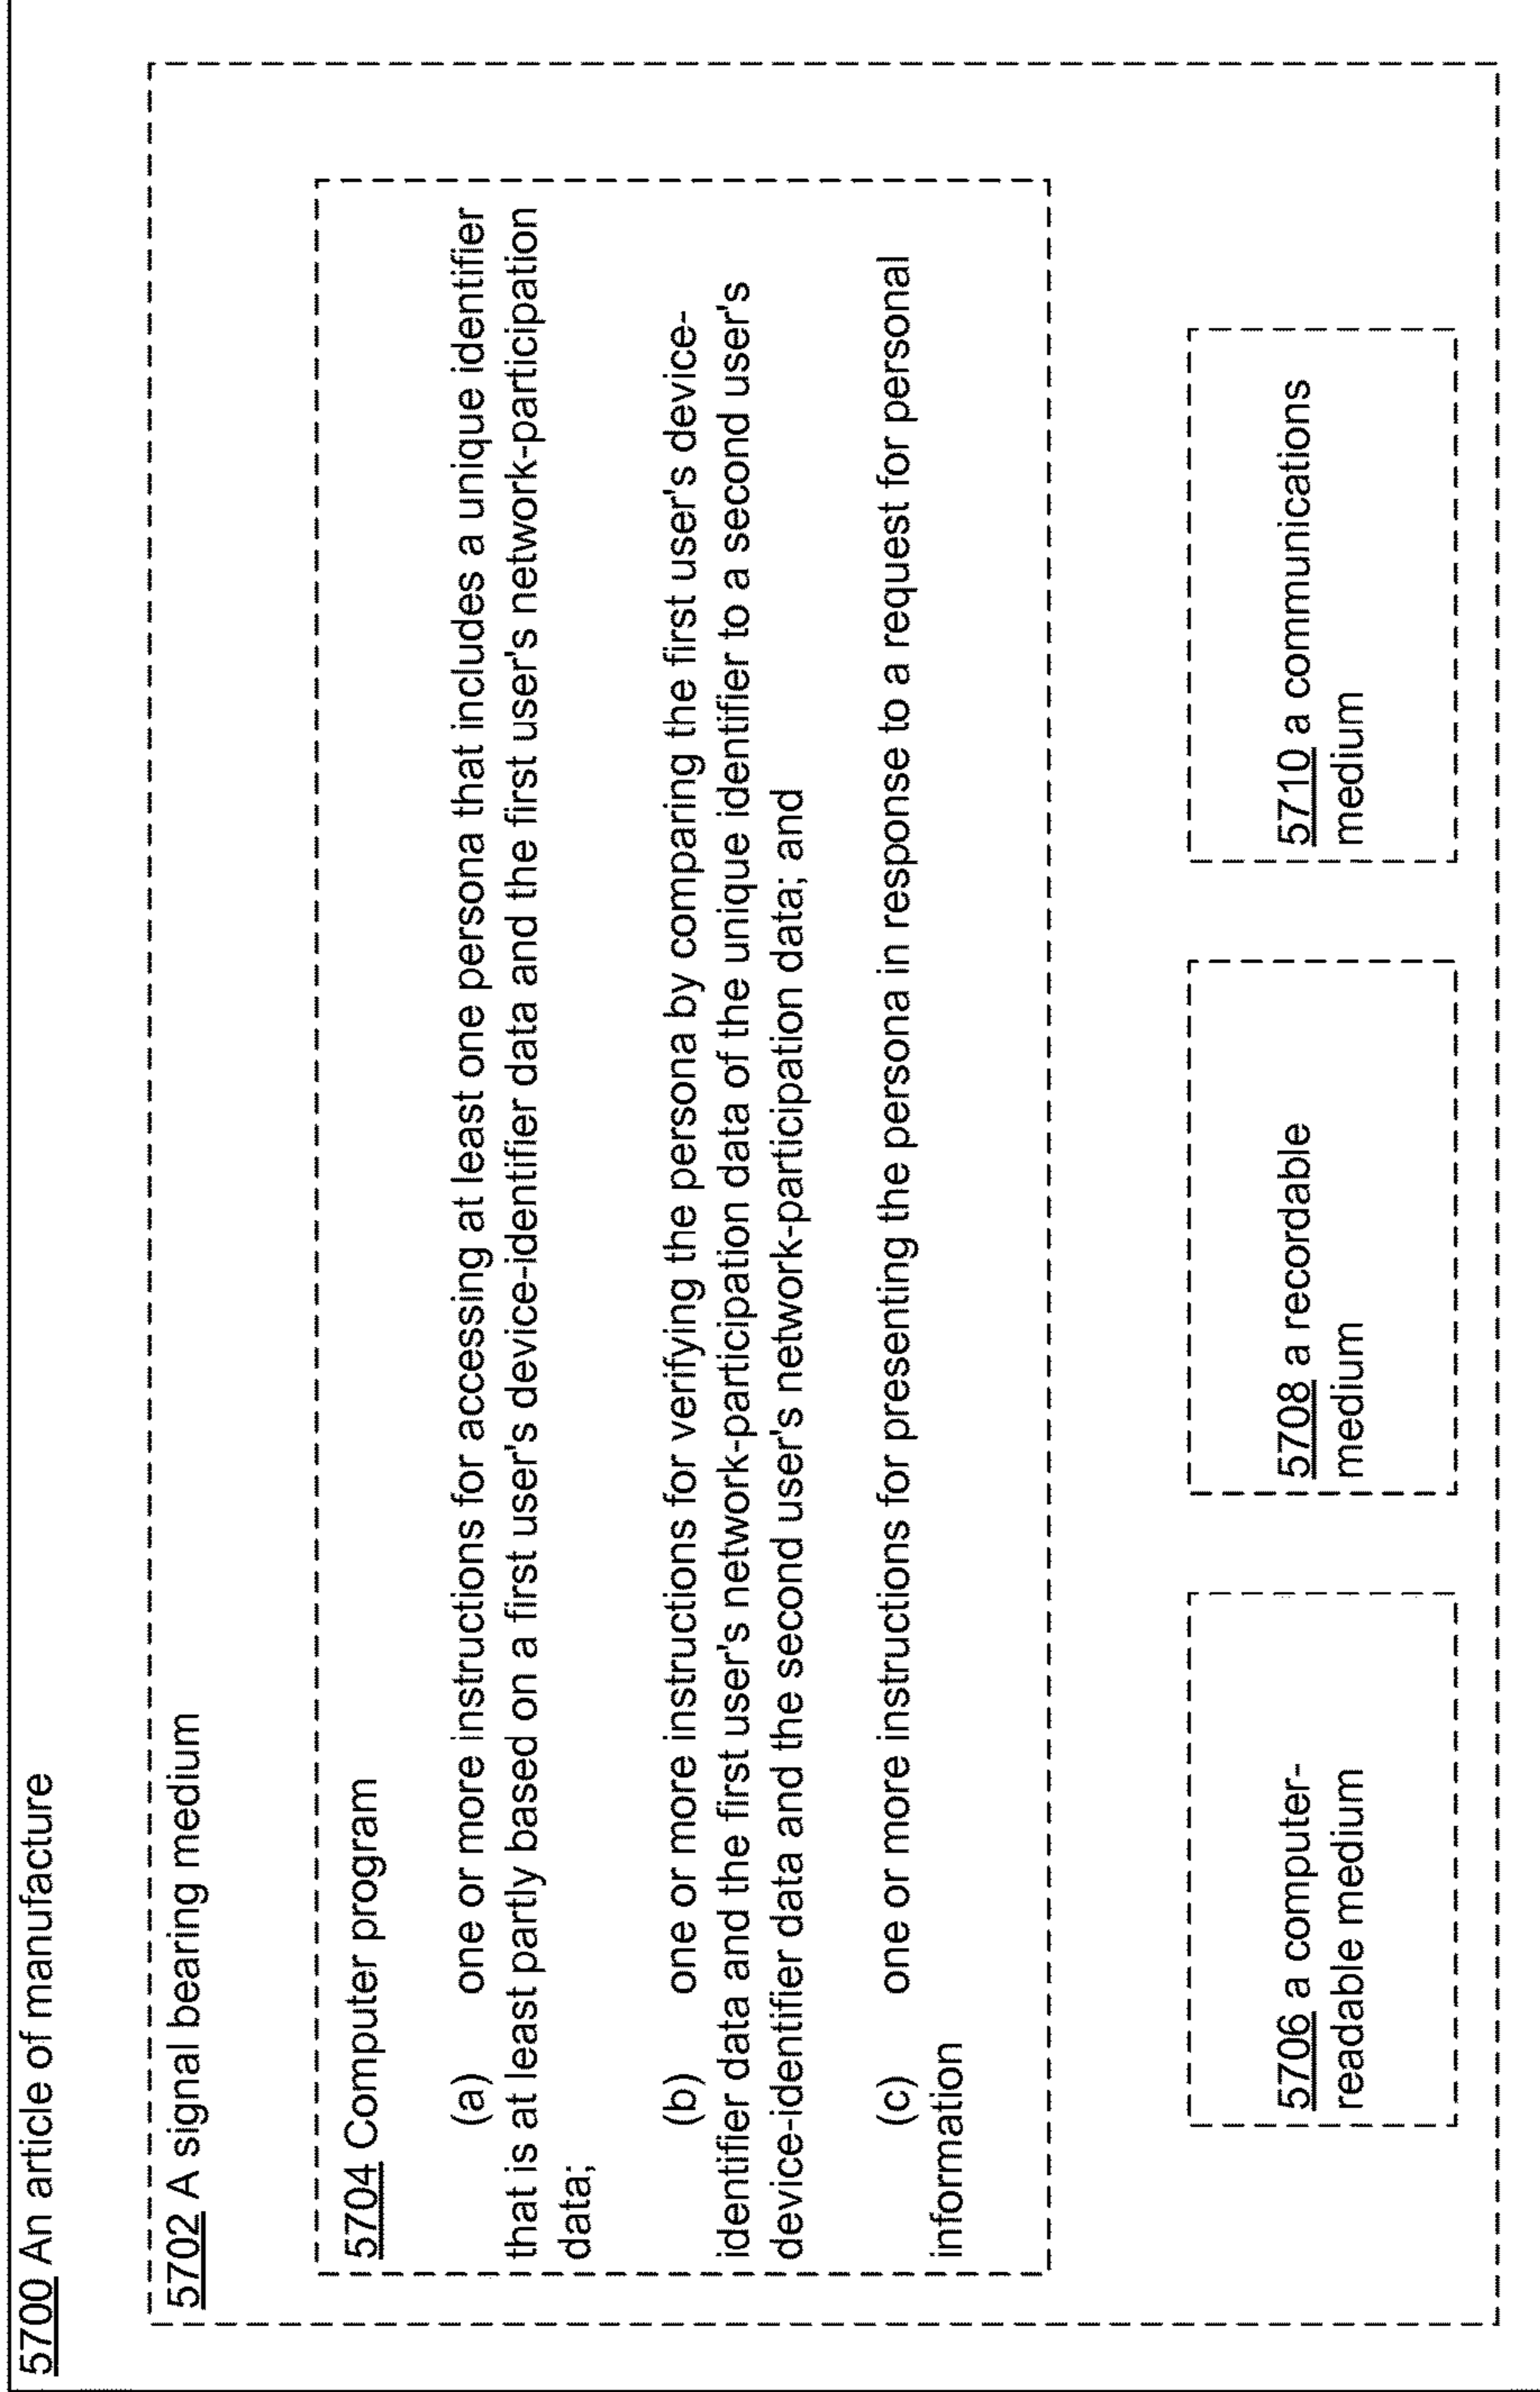 5700 An article of manufacture
5702 A signal bearing medium
5704 Computer program
(a) one or more instructions for accessing at least one persona that includes a unique identifier
that is at least partly based on a first user's device-identifier data and the first user's network-participation
data;
(b) one or more instructions for verifying the persona by comparing the first user's device-
identifier data and the first user's network-participation data of the unique identifier to a second user's
device-identifier data and the second user's network-participation data; and
(c) one or more instructions for presenting the persona in response to a request for personal
information
5706 a computer-
readable medium
5708 a recordable
medium
5710 a communications
medium